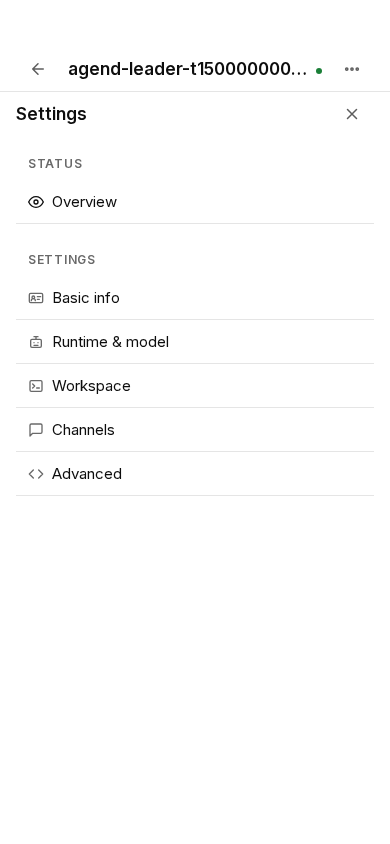 agend-leader-t150000000…
Settings
STATUS
Overview
SETTINGS
Basic info
Runtime & model
Workspace
Channels
Advanced